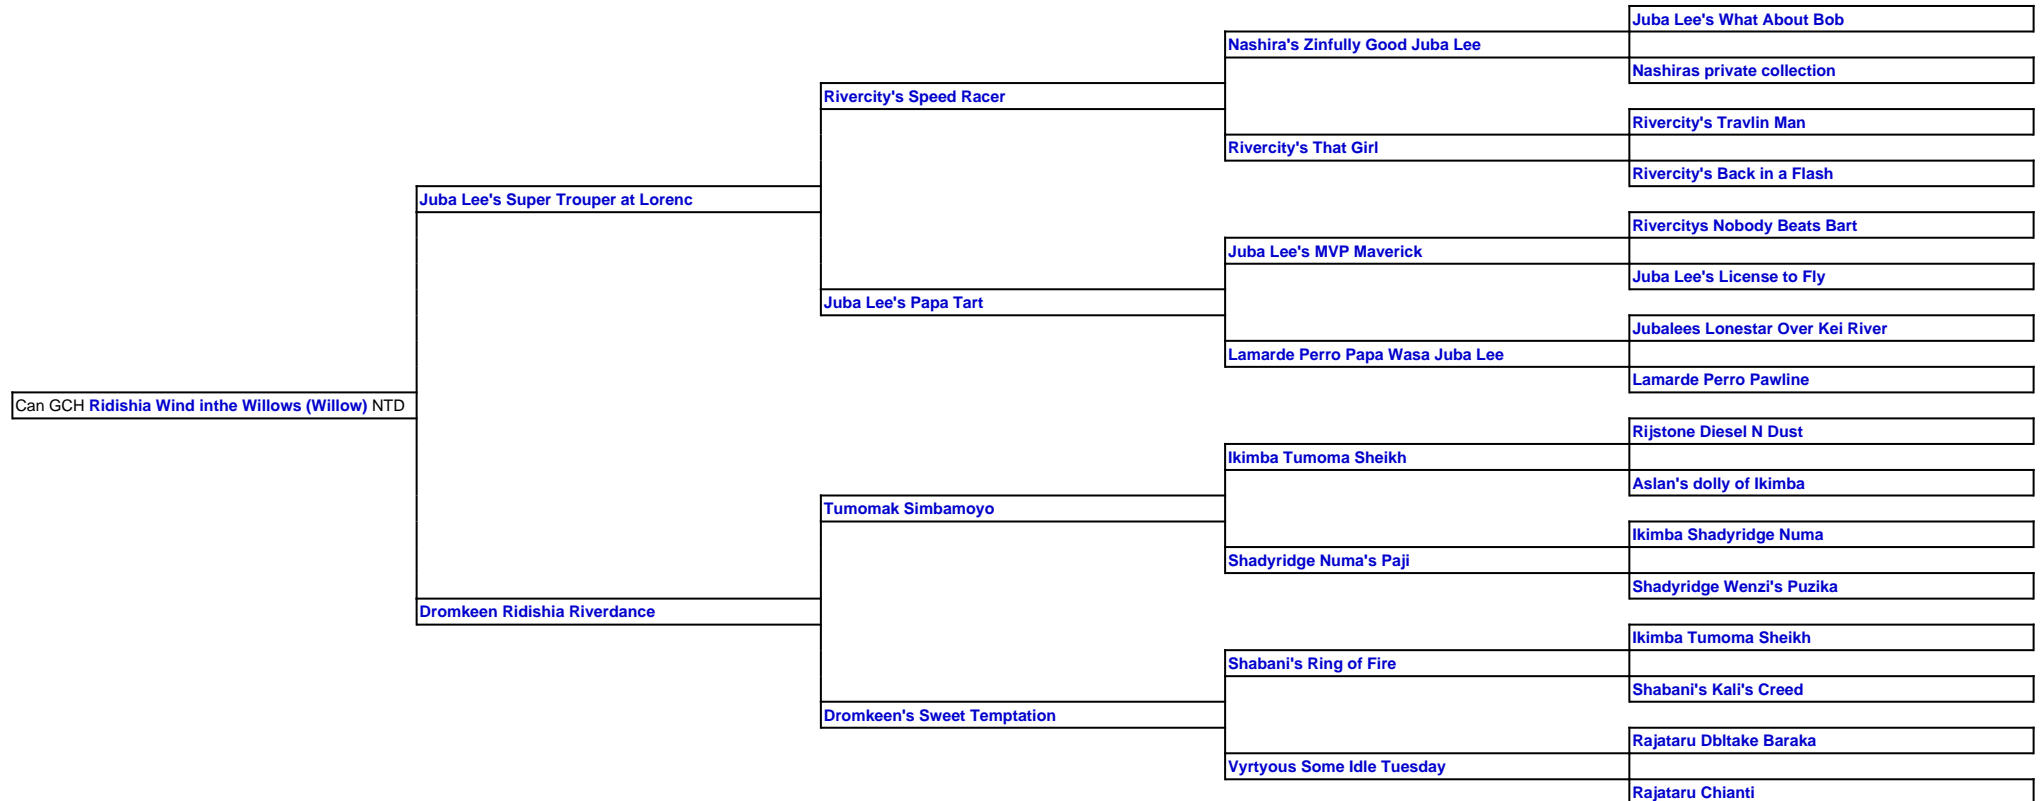 Juba Lee's What About Bob
Nashira's Zinfully Good Juba Lee
Nashiras private collection
Rivercity's Speed Racer
Rivercity's Travlin Man
Rivercity's That Girl
Rivercity's Back in a Flash
Juba Lee's Super Trouper at Lorenc
Rivercitys Nobody Beats Bart
Juba Lee's MVP Maverick
Juba Lee's License to Fly
Juba Lee's Papa Tart
Jubalees Lonestar Over Kei River
Lamarde Perro Papa Wasa Juba Lee
Lamarde Perro Pawline
Can GCH Ridishia Wind inthe Willows (Willow) NTD
Rijstone Diesel N Dust
Ikimba Tumoma Sheikh
Aslan's dolly of Ikimba
Tumomak Simbamoyo
Ikimba Shadyridge Numa
Shadyridge Numa's Paji
Shadyridge Wenzi's Puzika
Dromkeen Ridishia Riverdance
Ikimba Tumoma Sheikh
Shabani's Ring of Fire
Shabani's Kali's Creed
Dromkeen's Sweet Temptation
Rajataru Dbltake Baraka
Vyrtyous Some Idle Tuesday
Rajataru Chianti